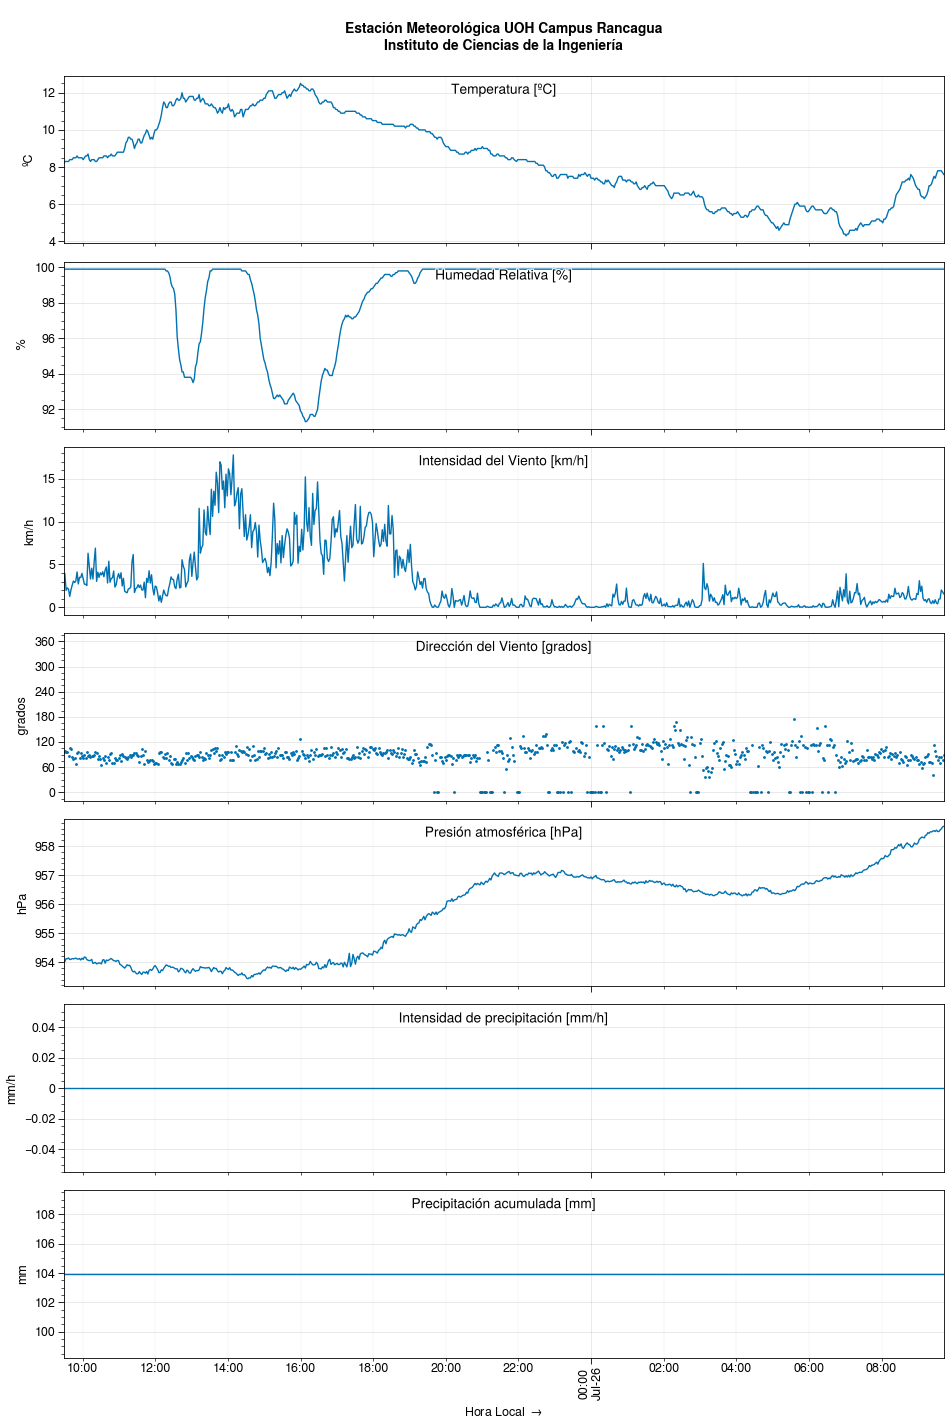 Estación Meteorológica UOH Campus Rancagua
Instituto de Ciencias de la Ingeniería
Temperatura [ºC]
ºC
12
10
8
6
4
Humedad Relativa [%]
%
100
98
96
94
92
Intensidad del Viento [km/h]
km/h
15
10
5
0
Dirección del Viento [grados]
grados
360
300
240
180
120
60
0
Presión atmosférica [hPa]
hPa
958
957
956
955
954
Intensidad de precipitación [mm/h]
mm/h
0.04
0.02
0
−0.02
−0.04
Precipitación acumulada [mm]
mm
108
106
104
102
100
10:00 12:00 14:00 16:00 18:00 20:00 22:00 00:00 02:00 04:00 06:00 08:00
Jul-26
Hora Local →